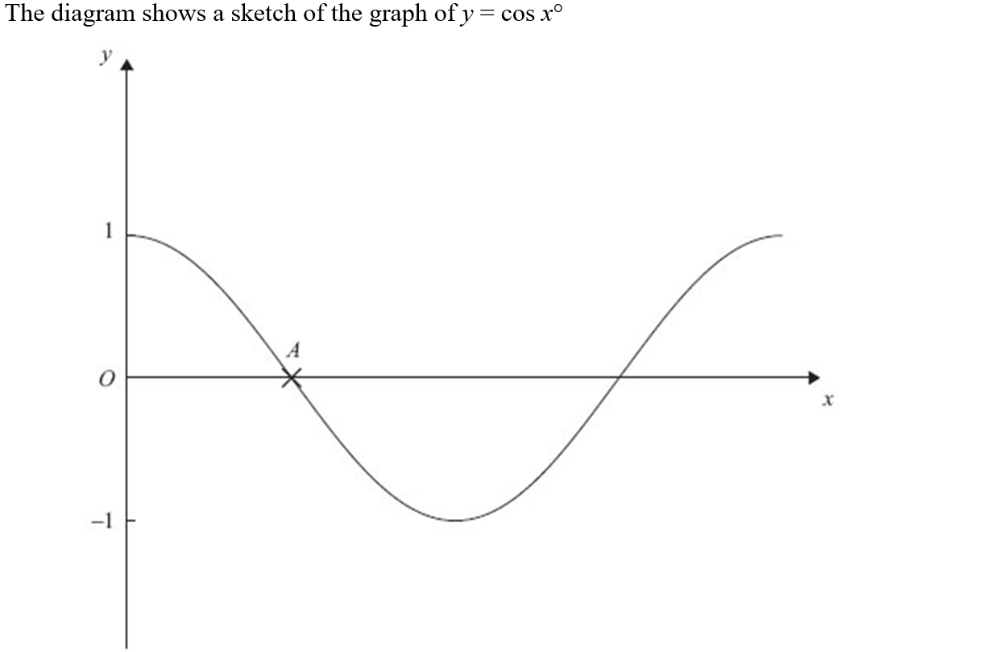 The diagram shows a sketch of the graph of y = cos x°
y
1
A
O
x
–1